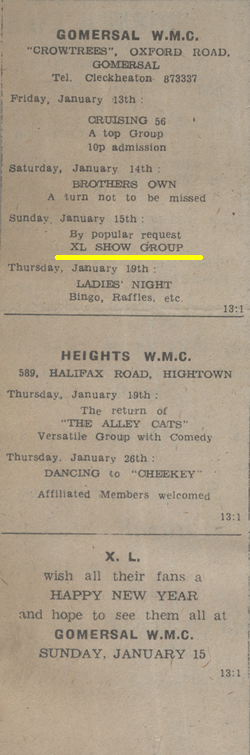 GOMERSAL W.M.C.
"CROWTREES", OXFORD ROAD,
GOMERSAL
Tel. Cleckheaton 873337
Friday, January 13th :
CRUISING 56
A top Group
10p admission
Saturday, January 14th :
BROTHERS OWN
A turn not to be missed
Sunday January 15th :
By popular request
XL SHOW GROUP
Thursday, January 19th :
LADIES' NIGHT
Bingo, Raffles, etc.
13:1
HEIGHTS W.M.C.
589, HALIFAX ROAD, HIGHTOWN
Thursday, January 19th :
The return of
"THE ALLEY CATS"
Versatile Group with Comedy
Thursday, January 26th :
DANCING to "CHEEKEY"
Affiliated Members welcomed
13:1
X. L.
wish all their fans a
HAPPY NEW YEAR
and hope to see them all at
GOMERSAL W.M.C.
SUNDAY, JANUARY 15
13:1